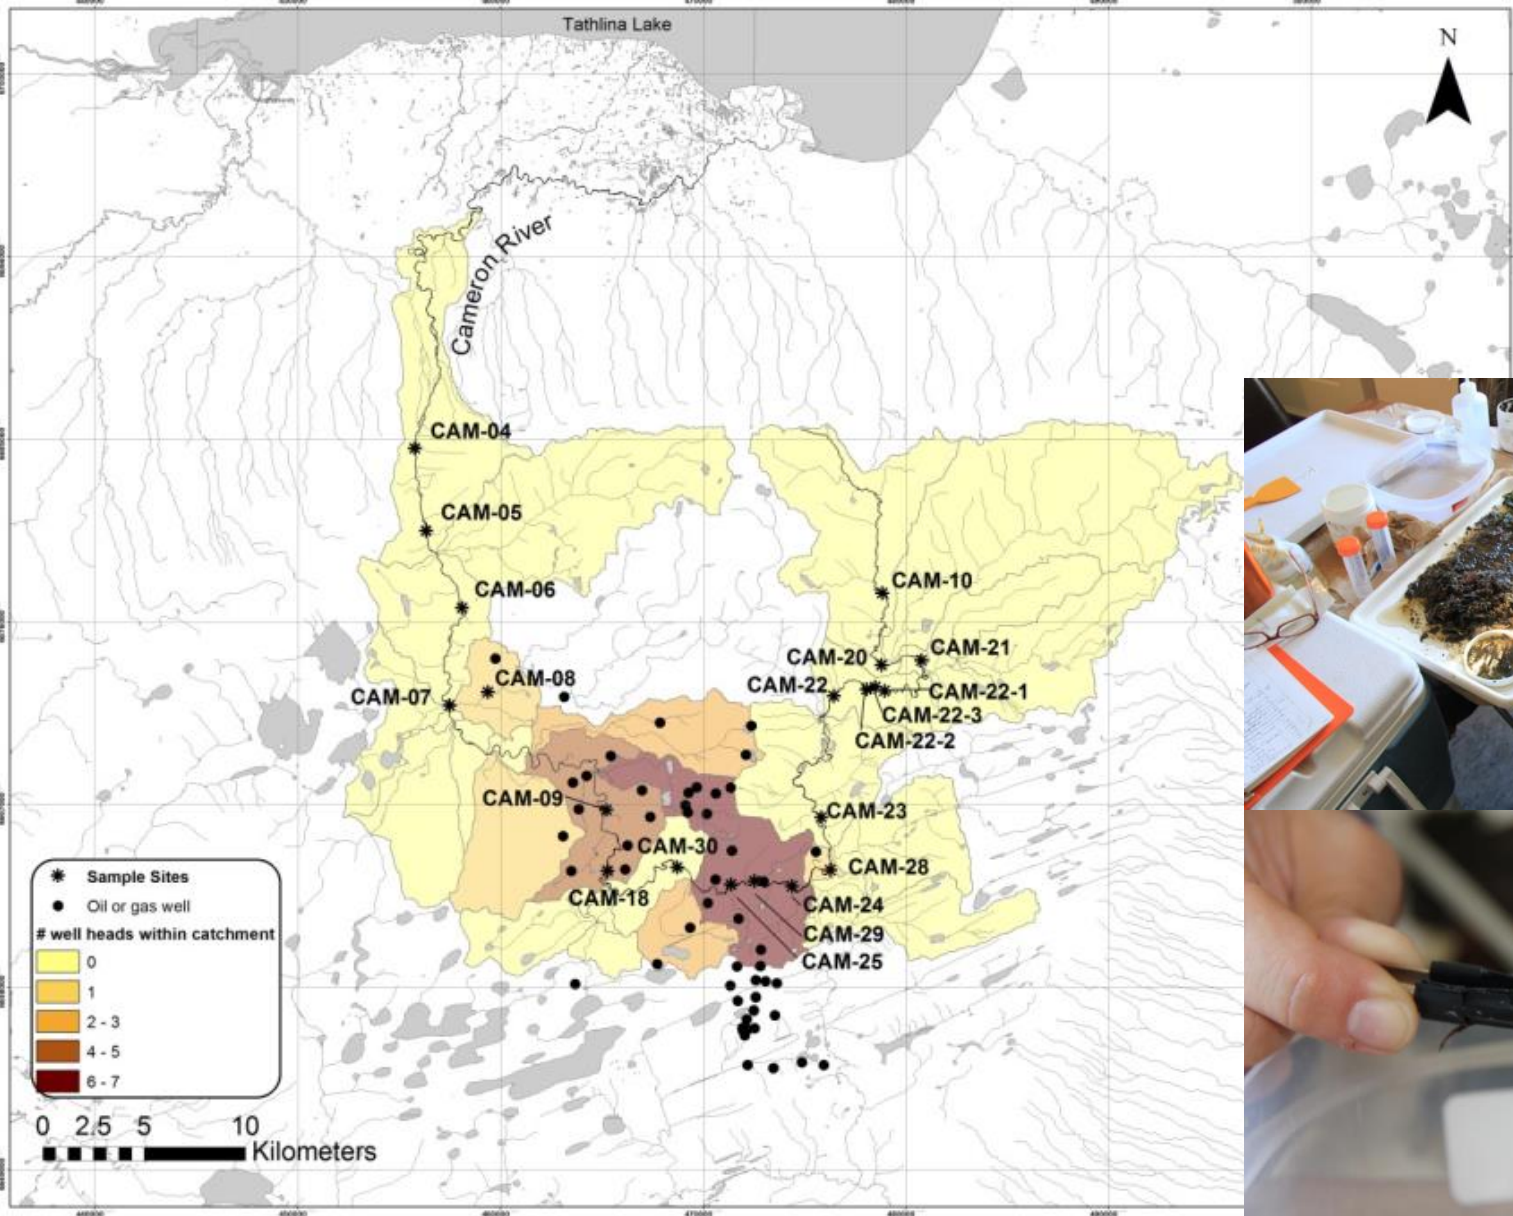 Tathlina Lake
N
Cameron River
CAM-04
CAM-05
CAM-06
CAM-10
CAM-20
CAM-21
CAM-08
CAM-07
CAM-22
CAM-22-1
CAM-22-3
CAM-22-2
CAM-09
CAM-23
CAM-30
CAM-28
CAM-18
CAM-24
CAM-29
CAM-25
Sample Sites
Oil or gas well
# well heads within catchment
0
1
2 - 3
4 - 5
6 - 7
0 2.5 5 10
Kilometers